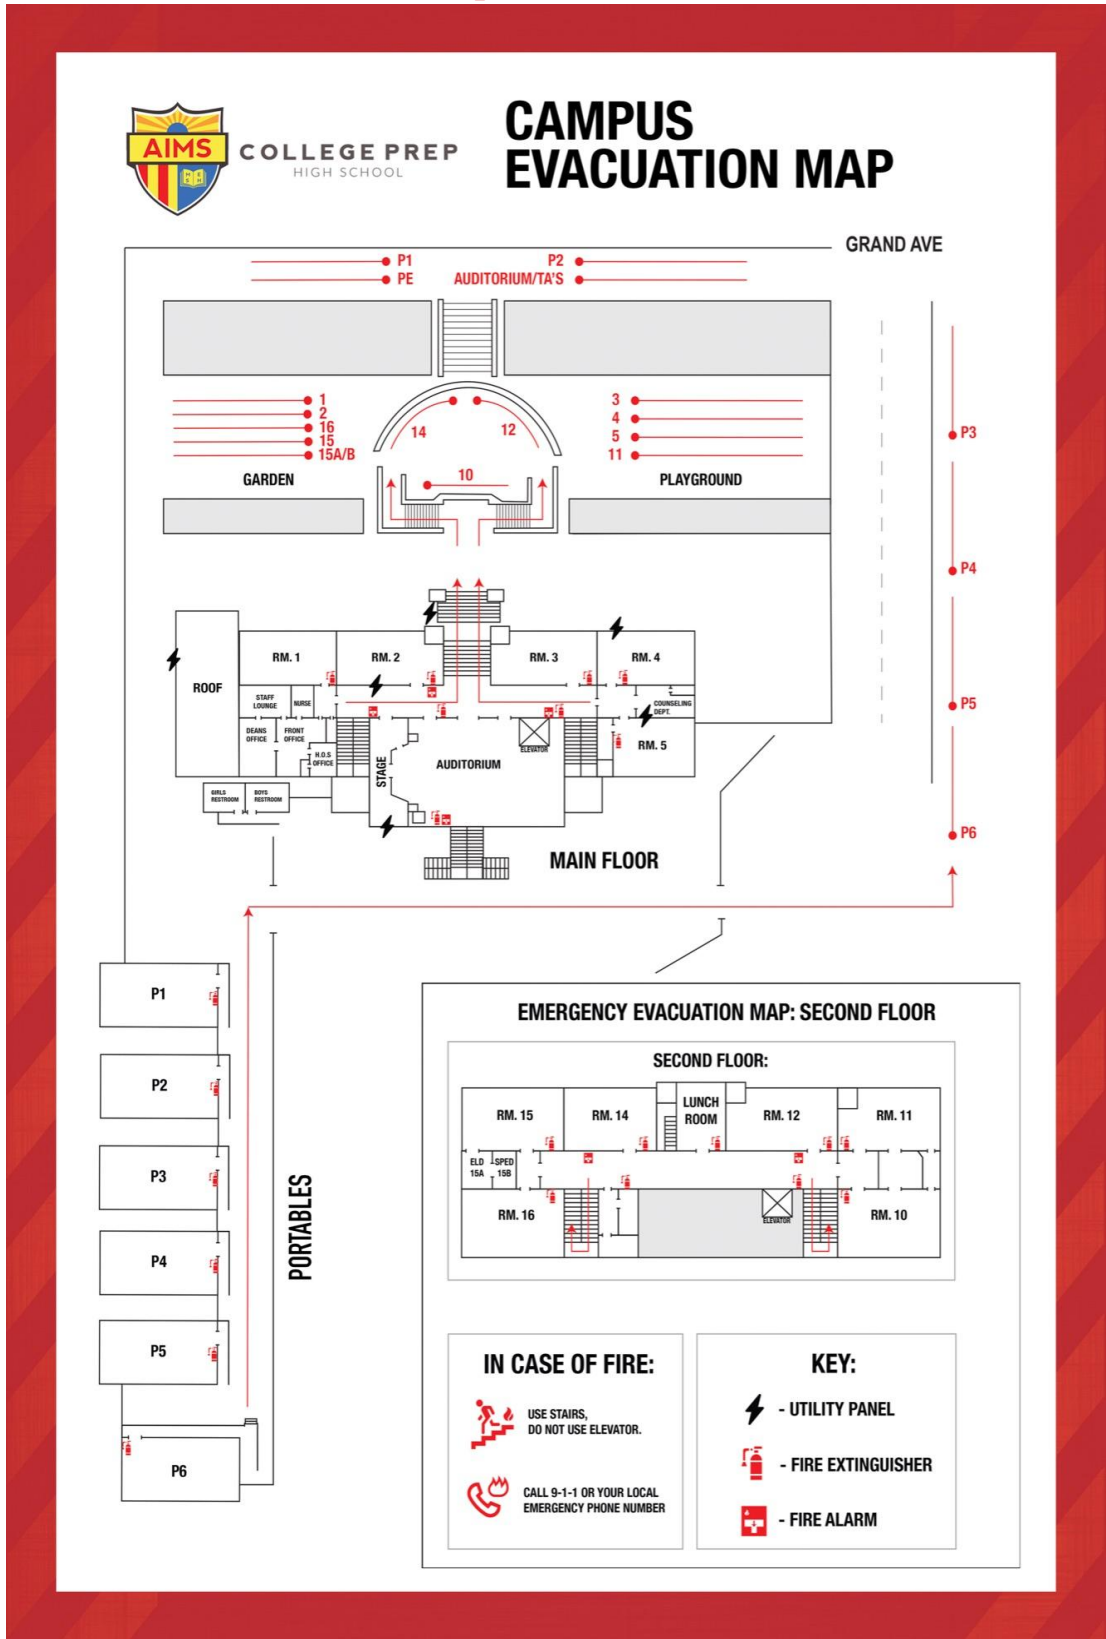 CAMPUS
EVACUATION MAP
AIMS
COLLEGE PREP
HIGH SCHOOL
GRAND AVE
P1
P2
PE
AUDITORIUM/TA'S
1
2
16
15
15A/B
14
12
10
3
4
5
11
GARDEN
PLAYGROUND
P3
P4
P5
P6
ROOF
RM. 1
RM. 2
RM. 3
RM. 4
STAFF
LOUNGE
NURSE
COUNSELING
DEPT.
DEANS
OFFICE
FRONT
OFFICE
H.O.S
OFFICE
RM. 5
STAGE
AUDITORIUM
ELEVATOR
GIRLS
RESTROOM
BOYS
RESTROOM
MAIN FLOOR
P1
P2
P3
P4
P5
P6
PORTABLES
EMERGENCY EVACUATION MAP: SECOND FLOOR
SECOND FLOOR:
RM. 15
RM. 14
LUNCH
ROOM
RM. 12
RM. 11
ELD
15A
SPED
15B
RM. 16
ELEVATOR
RM. 10
IN CASE OF FIRE:
USE STAIRS,
DO NOT USE ELEVATOR.
CALL 9-1-1 OR YOUR LOCAL
EMERGENCY PHONE NUMBER
KEY:
- UTILITY PANEL
- FIRE EXTINGUISHER
- FIRE ALARM